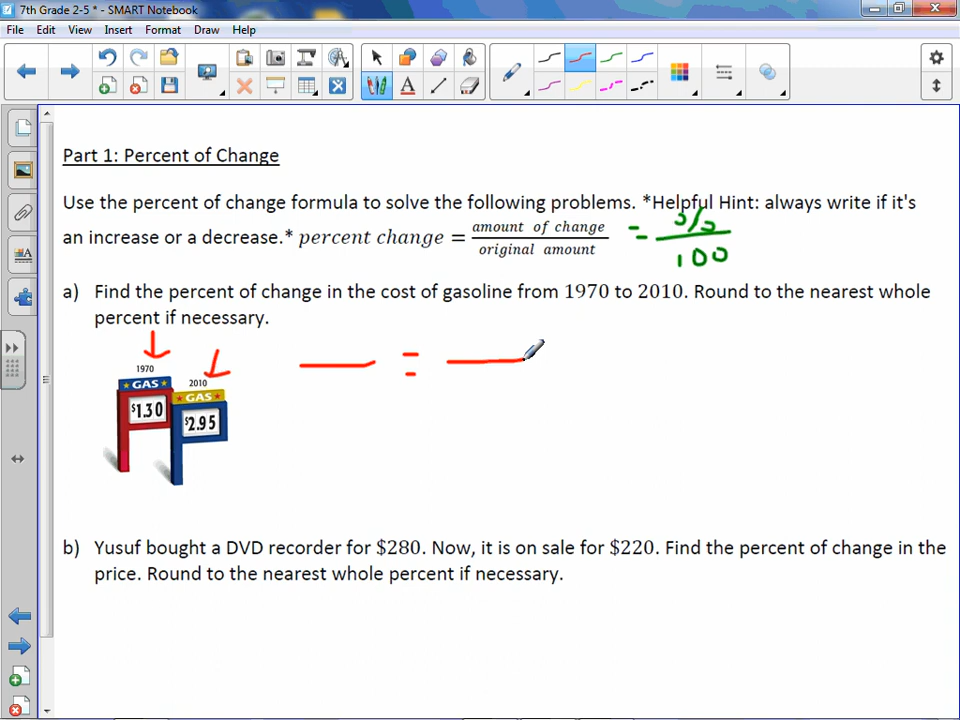 7th Grade 2-5 * - SMART Notebook
File Edit View Insert Format Draw Help
Part 1: Percent of Change
Use the percent of change formula to solve the following problems. *Helpful Hint: always write if it's
an increase or a decrease.* percent change = amount of change / original amount = / 100
a) Find the percent of change in the cost of gasoline from 1970 to 2010. Round to the nearest whole
percent if necessary.
=
1970
2010
GAS
GAS
$1.30
$2.95
b) Yusuf bought a DVD recorder for $280. Now, it is on sale for $220. Find the percent of change in the
price. Round to the nearest whole percent if necessary.